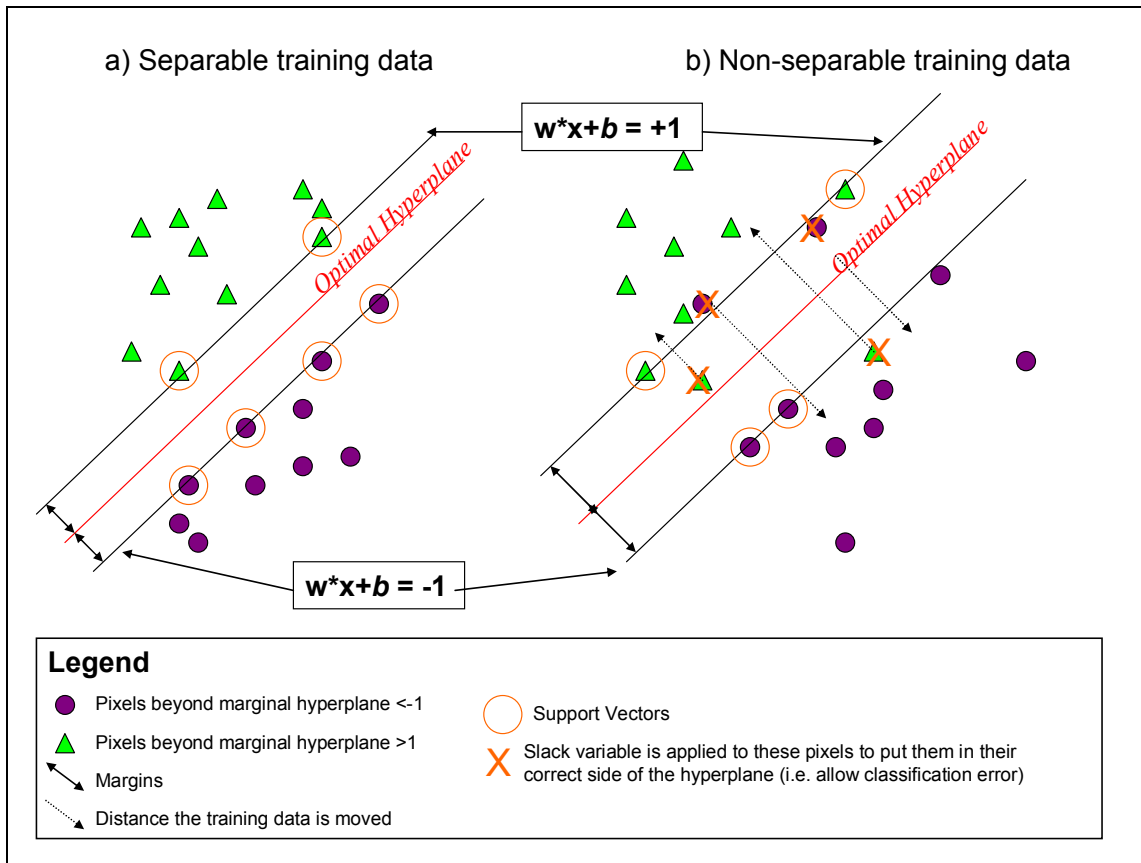 a) Separable training data
b) Non-separable training data
w*x+b = +1
Optimal Hyperplane
Optimal Hyperplane
w*x+b = -1
Legend
Pixels beyond marginal hyperplane <-1
Pixels beyond marginal hyperplane >1
Margins
Distance the training data is moved
Support Vectors
X Slack variable is applied to these pixels to put them in their
correct side of the hyperplane (i.e. allow classification error)